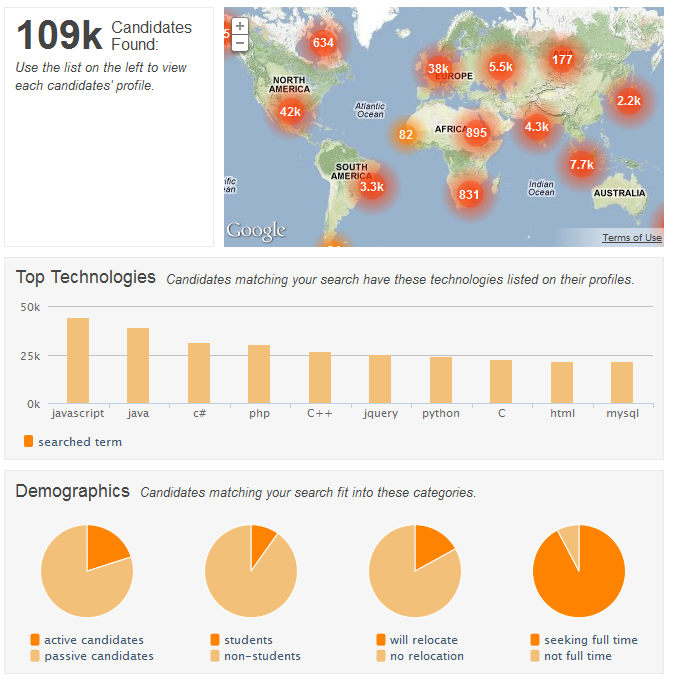 109k Candidates Found:
Use the list on the left to view
each candidates' profile.
+
−
634
177
ASIA
5.5k
38k
EUROPE
NORTH
AMERICA
42k
2.2k
Atlantic
Ocean
4.3k
82
AFRICA
895
7.7k
SOUTH
AMERICA
3.3k
831
Indian
Ocean
AUSTRALIA
Google
Terms of Use
Top Technologies Candidates matching your search have these technologies listed on their profiles.
50k
25k
0k
javascript java c# php C++ jquery python C html mysql
searched term
Demographics Candidates matching your search fit into these categories.
active candidates students will relocate seeking full time
passive candidates non-students no relocation not full time